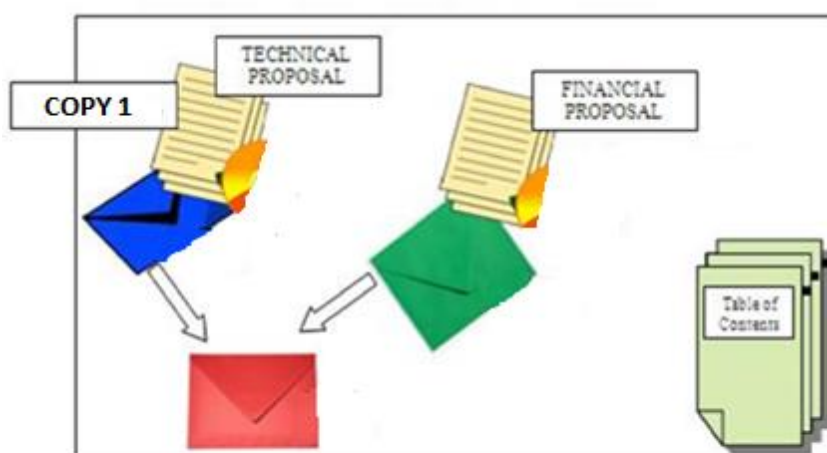 TECHNICAL
PROPOSAL
COPY 1
FINANCIAL
PROPOSAL
Table of
Contents